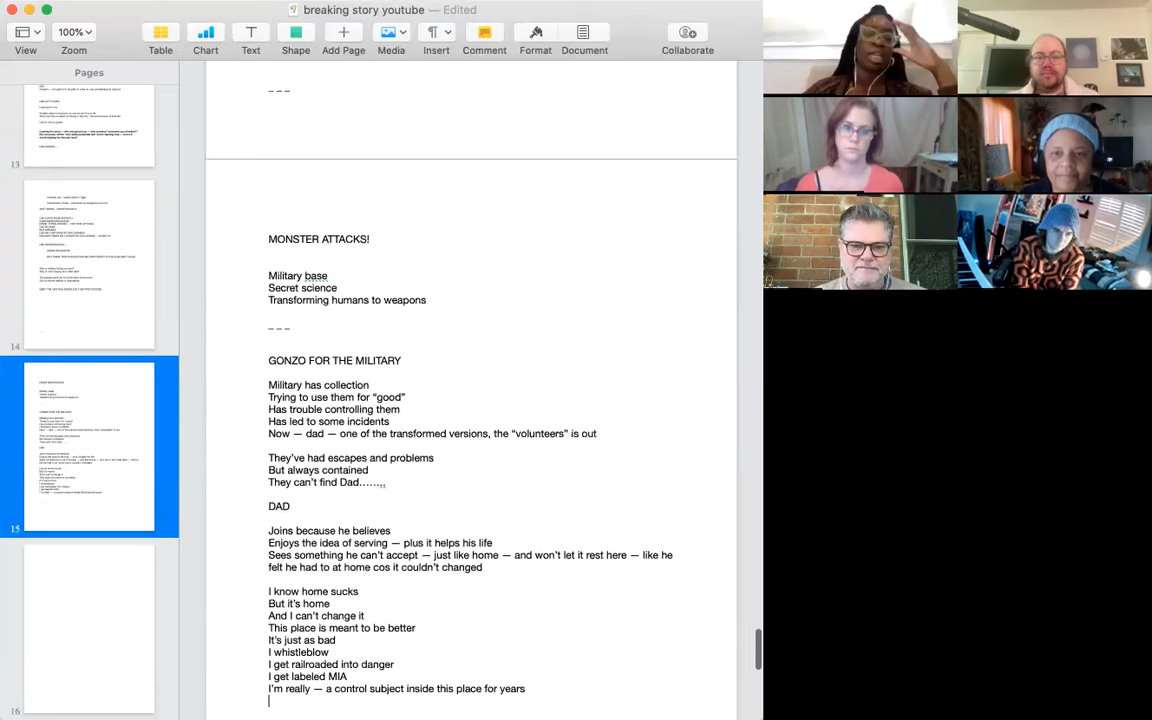 breaking story youtube — Edited
View
100%
Zoom
Table
Chart
Text
Shape
Add Page
Media
Insert
Comment
Format
Document
Collaborate
Pages
13
14
15
16
– – –
MONSTER ATTACKS!
Military base
Secret science
Transforming humans to weapons
– – –
GONZO FOR THE MILITARY
Military has collection
Trying to use them for “good”
Has trouble controlling them
Has led to some incidents
Now — dad — one of the transformed versions, the “volunteers” is out
They’ve had escapes and problems
But always contained
They can’t find Dad……..
DAD
Joins because he believes
Enjoys the idea of serving — plus it helps his life
Sees something he can’t accept — just like home — and won’t let it rest here — like he
felt he had to at home cos it couldn’t changed
I know home sucks
But it’s home
And I can’t change it
This place is meant to be better
It’s just as bad
I whistleblow
I get railroaded into danger
I get labeled MIA
I’m really — a control subject inside this place for years